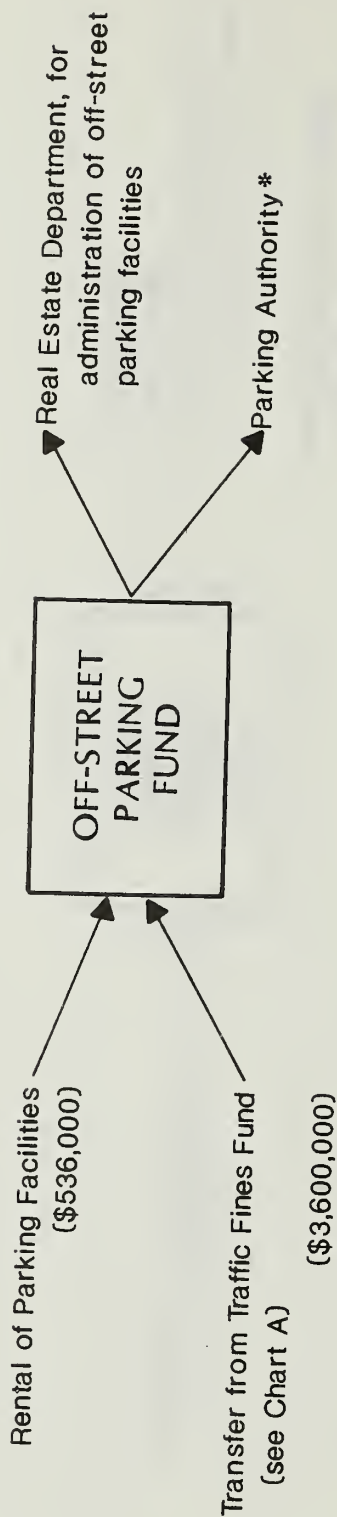 Rental of Parking Facilities
($536,000)
Transfer from Traffic Fines Fund
(see Chart A)
($3,600,000)
OFF-STREET
PARKING
FUND
Real Estate Department, for
administration of off-street
parking facilities
Parking Authority*